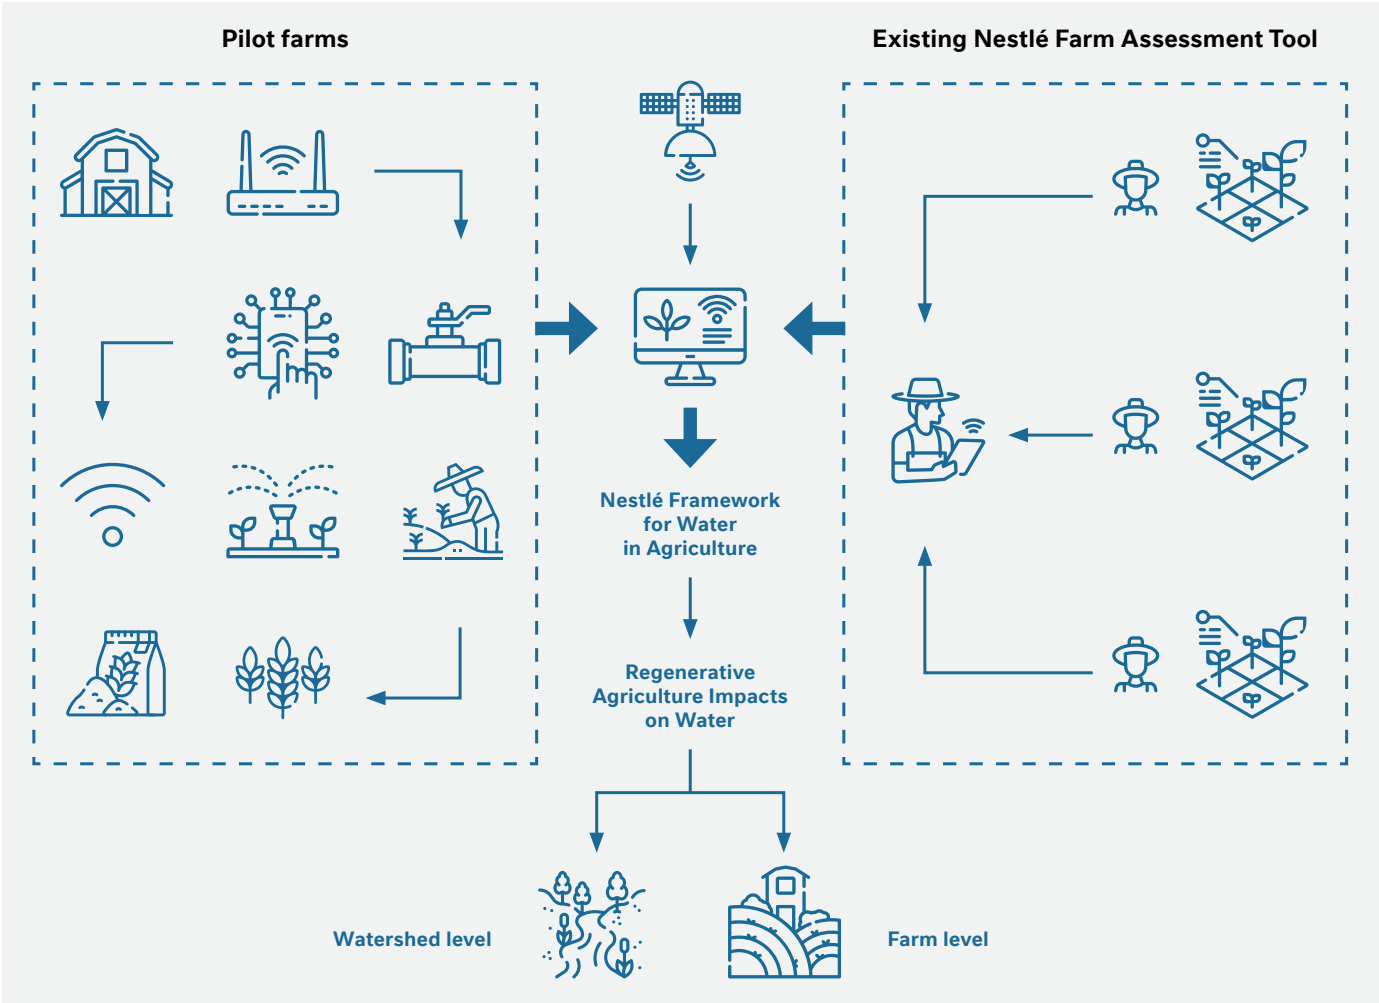 Pilot farms
Existing Nestlé Farm Assessment Tool
Nestlé Framework
for Water
in Agriculture
Regenerative
Agriculture Impacts
on Water
Watershed level
Farm level